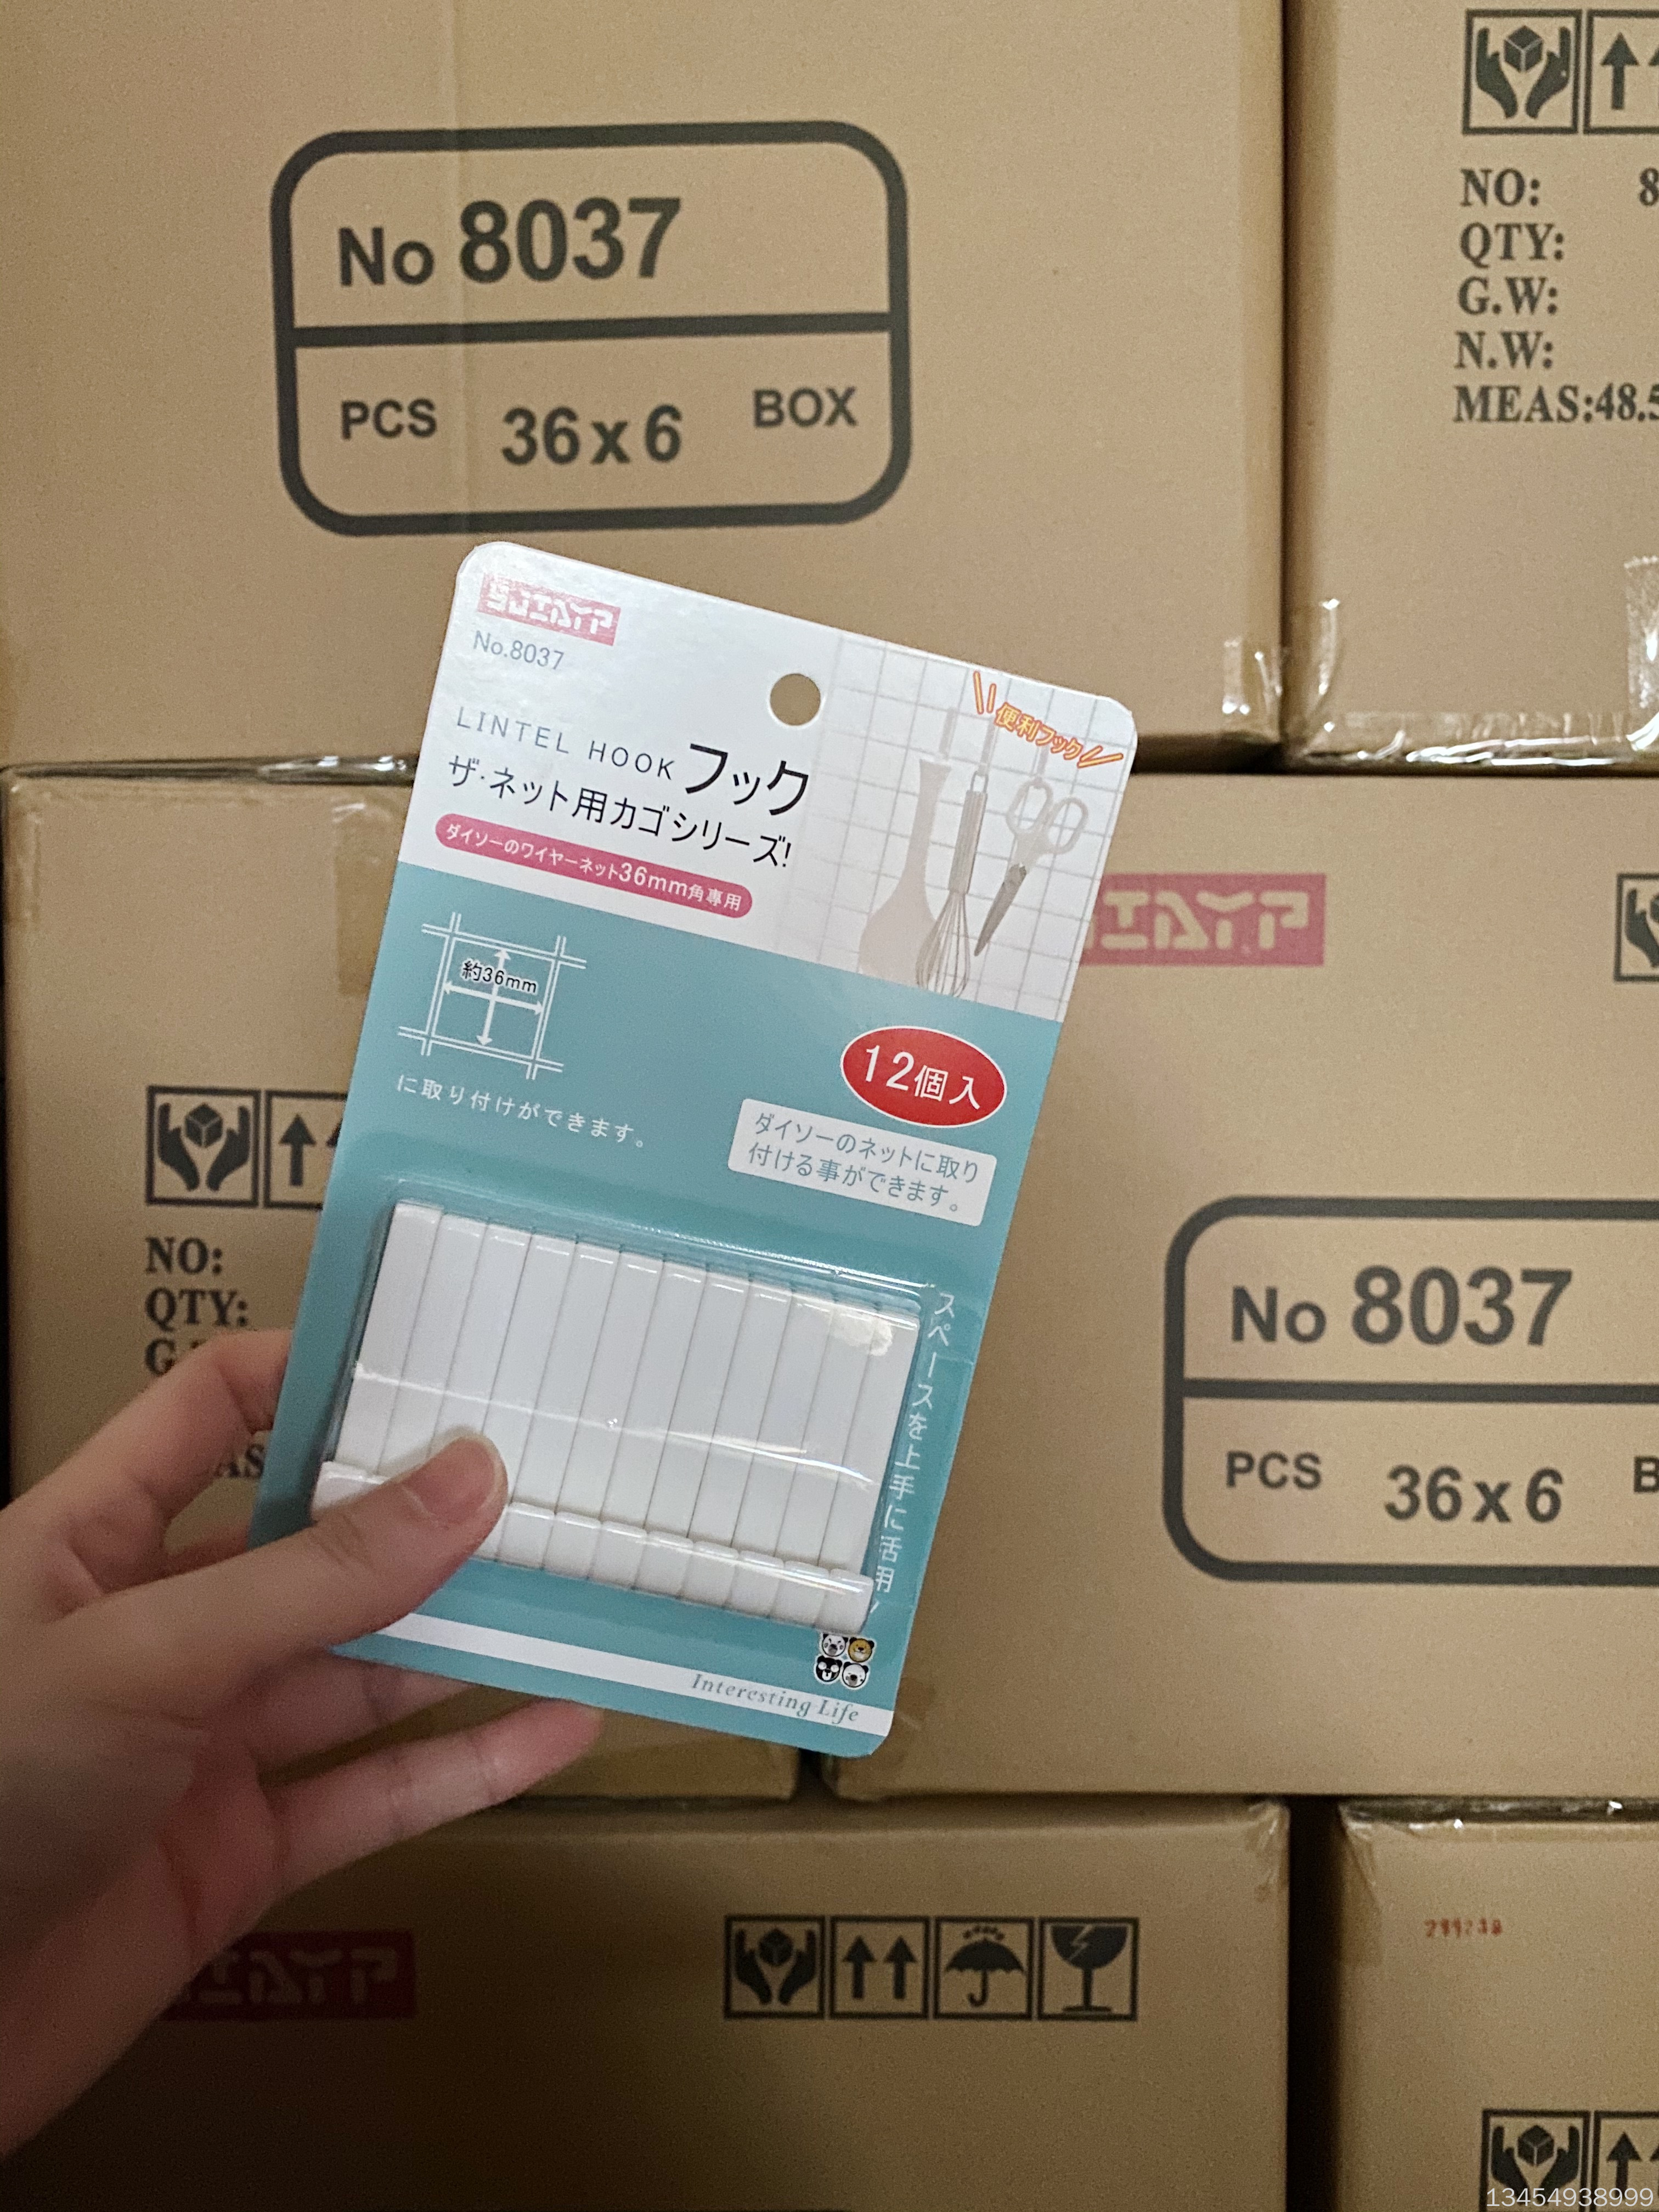 No 8037
PCS 36x6 BOX
NO: 8
QTY:
G.W:
N.W:
MEAS:48.5
No.8037
LINTEL HOOK フック
ザ·ネット用カゴシリーズ!
ダイソーのワイヤーネット36mm角専用
便利フック
約36mm
に取り付けができます。
12個入
ダイソーのネットに取り
付ける事ができます。
スペースを上手に活用
Interesting Life
NO:
QTY:
G
AS
No 8037
PCS 36x6 B
13454938999